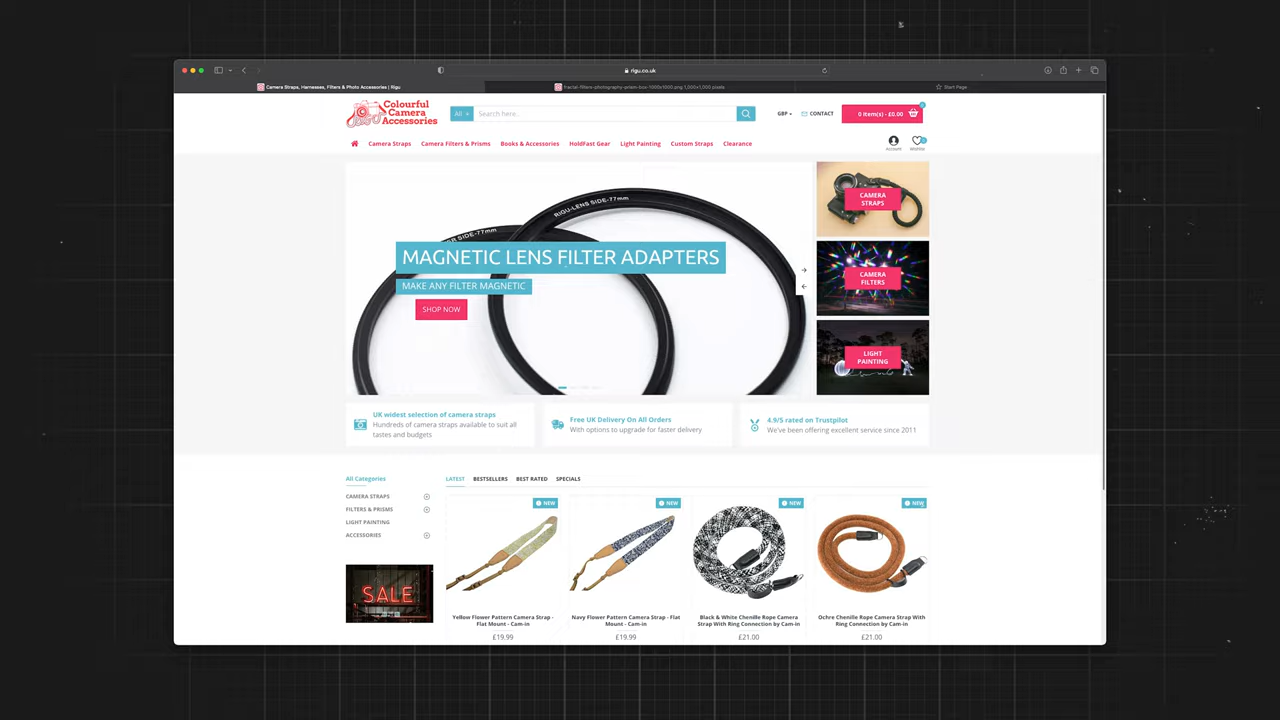 rigu.co.uk
Camera Straps, Harnesses, Filters & Photo Accessories | Rigu
fractal-filters-photography-prism-box-1000x1000.png 1,000×1,000 pixels
Start Page
Colourful
Camera
Accessories
All
Search here...
GBP
CONTACT
0 Item(s) - £0.00
Camera Straps
Camera Filters & Prisms
Books & Accessories
HoldFast Gear
Light Painting
Custom Straps
Clearance
Account
Wishlist
RIGU-LENS SIDE-77mm
SIDE-77mm
MAGNETIC LENS FILTER ADAPTERS
MAKE ANY FILTER MAGNETIC
SHOP NOW
CAMERA
STRAPS
CAMERA
FILTERS
LIGHT
PAINTING
UK widest selection of camera straps
Hundreds of camera straps available to suit all
tastes and budgets
Free UK Delivery On All Orders
With options to upgrade for faster delivery
4.9/5 rated on Trustpilot
We've been offering excellent service since 2011
All Categories
CAMERA STRAPS
FILTERS & PRISMS
LIGHT PAINTING
ACCESSORIES
SALE
LATEST
BESTSELLERS
BEST RATED
SPECIALS
NEW
NEW
NEW
NEW
Yellow Flower Pattern Camera Strap -
Flat Mount - Cam-in
£19.99
Navy Flower Pattern Camera Strap - Flat
Mount - Cam-in
£19.99
Black & White Chenille Rope Camera
Strap With Ring Connection by Cam-in
£21.00
Ochre Chenille Rope Camera Strap With
Ring Connection by Cam-in
£21.00